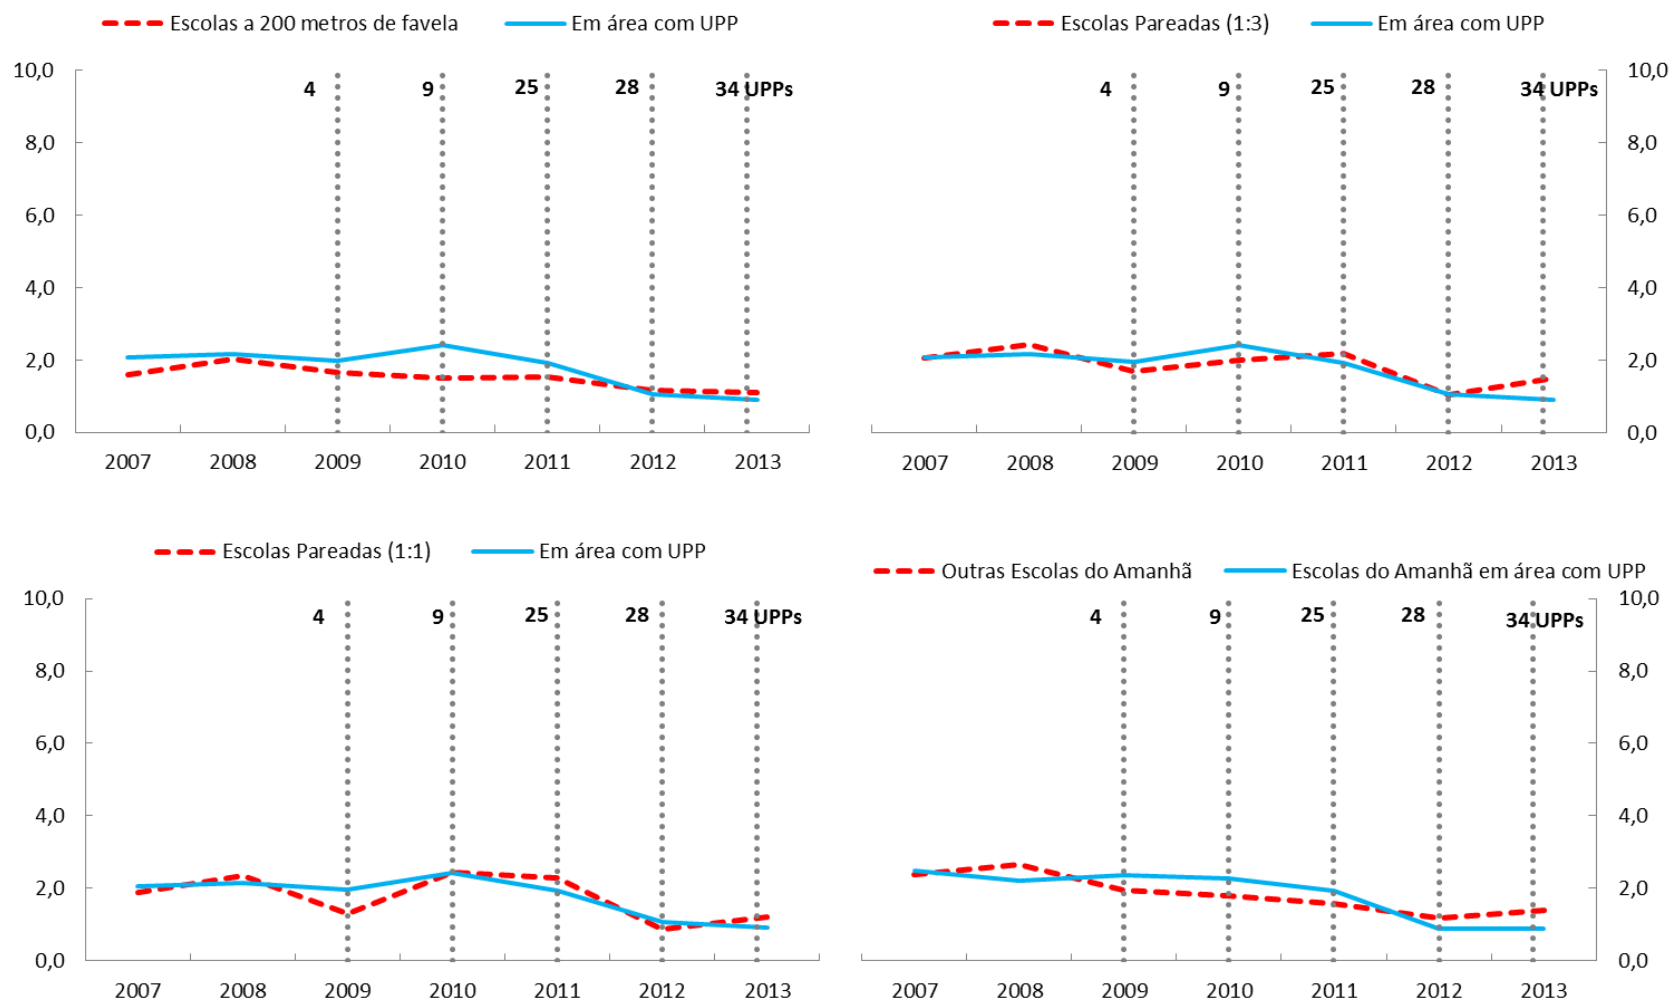 Escolas a 200 metros de favela Em área com UPP
10,0 4 9 25 28 34 UPPs
8,0
6,0
4,0
2,0
0,0
2007 2008 2009 2010 2011 2012 2013
Escolas Pareadas (1:3) Em área com UPP
4 9 25 28 34 UPPs 10,0
8,0
6,0
4,0
2,0
0,0
2007 2008 2009 2010 2011 2012 2013
Escolas Pareadas (1:1) Em área com UPP
10,0 4 9 25 28 34 UPPs
8,0
6,0
4,0
2,0
0,0
2007 2008 2009 2010 2011 2012 2013
Outras Escolas do Amanhã Escolas do Amanhã em área com UPP
4 9 25 28 34 UPPs 10,0
8,0
6,0
4,0
2,0
0,0
2007 2008 2009 2010 2011 2012 2013